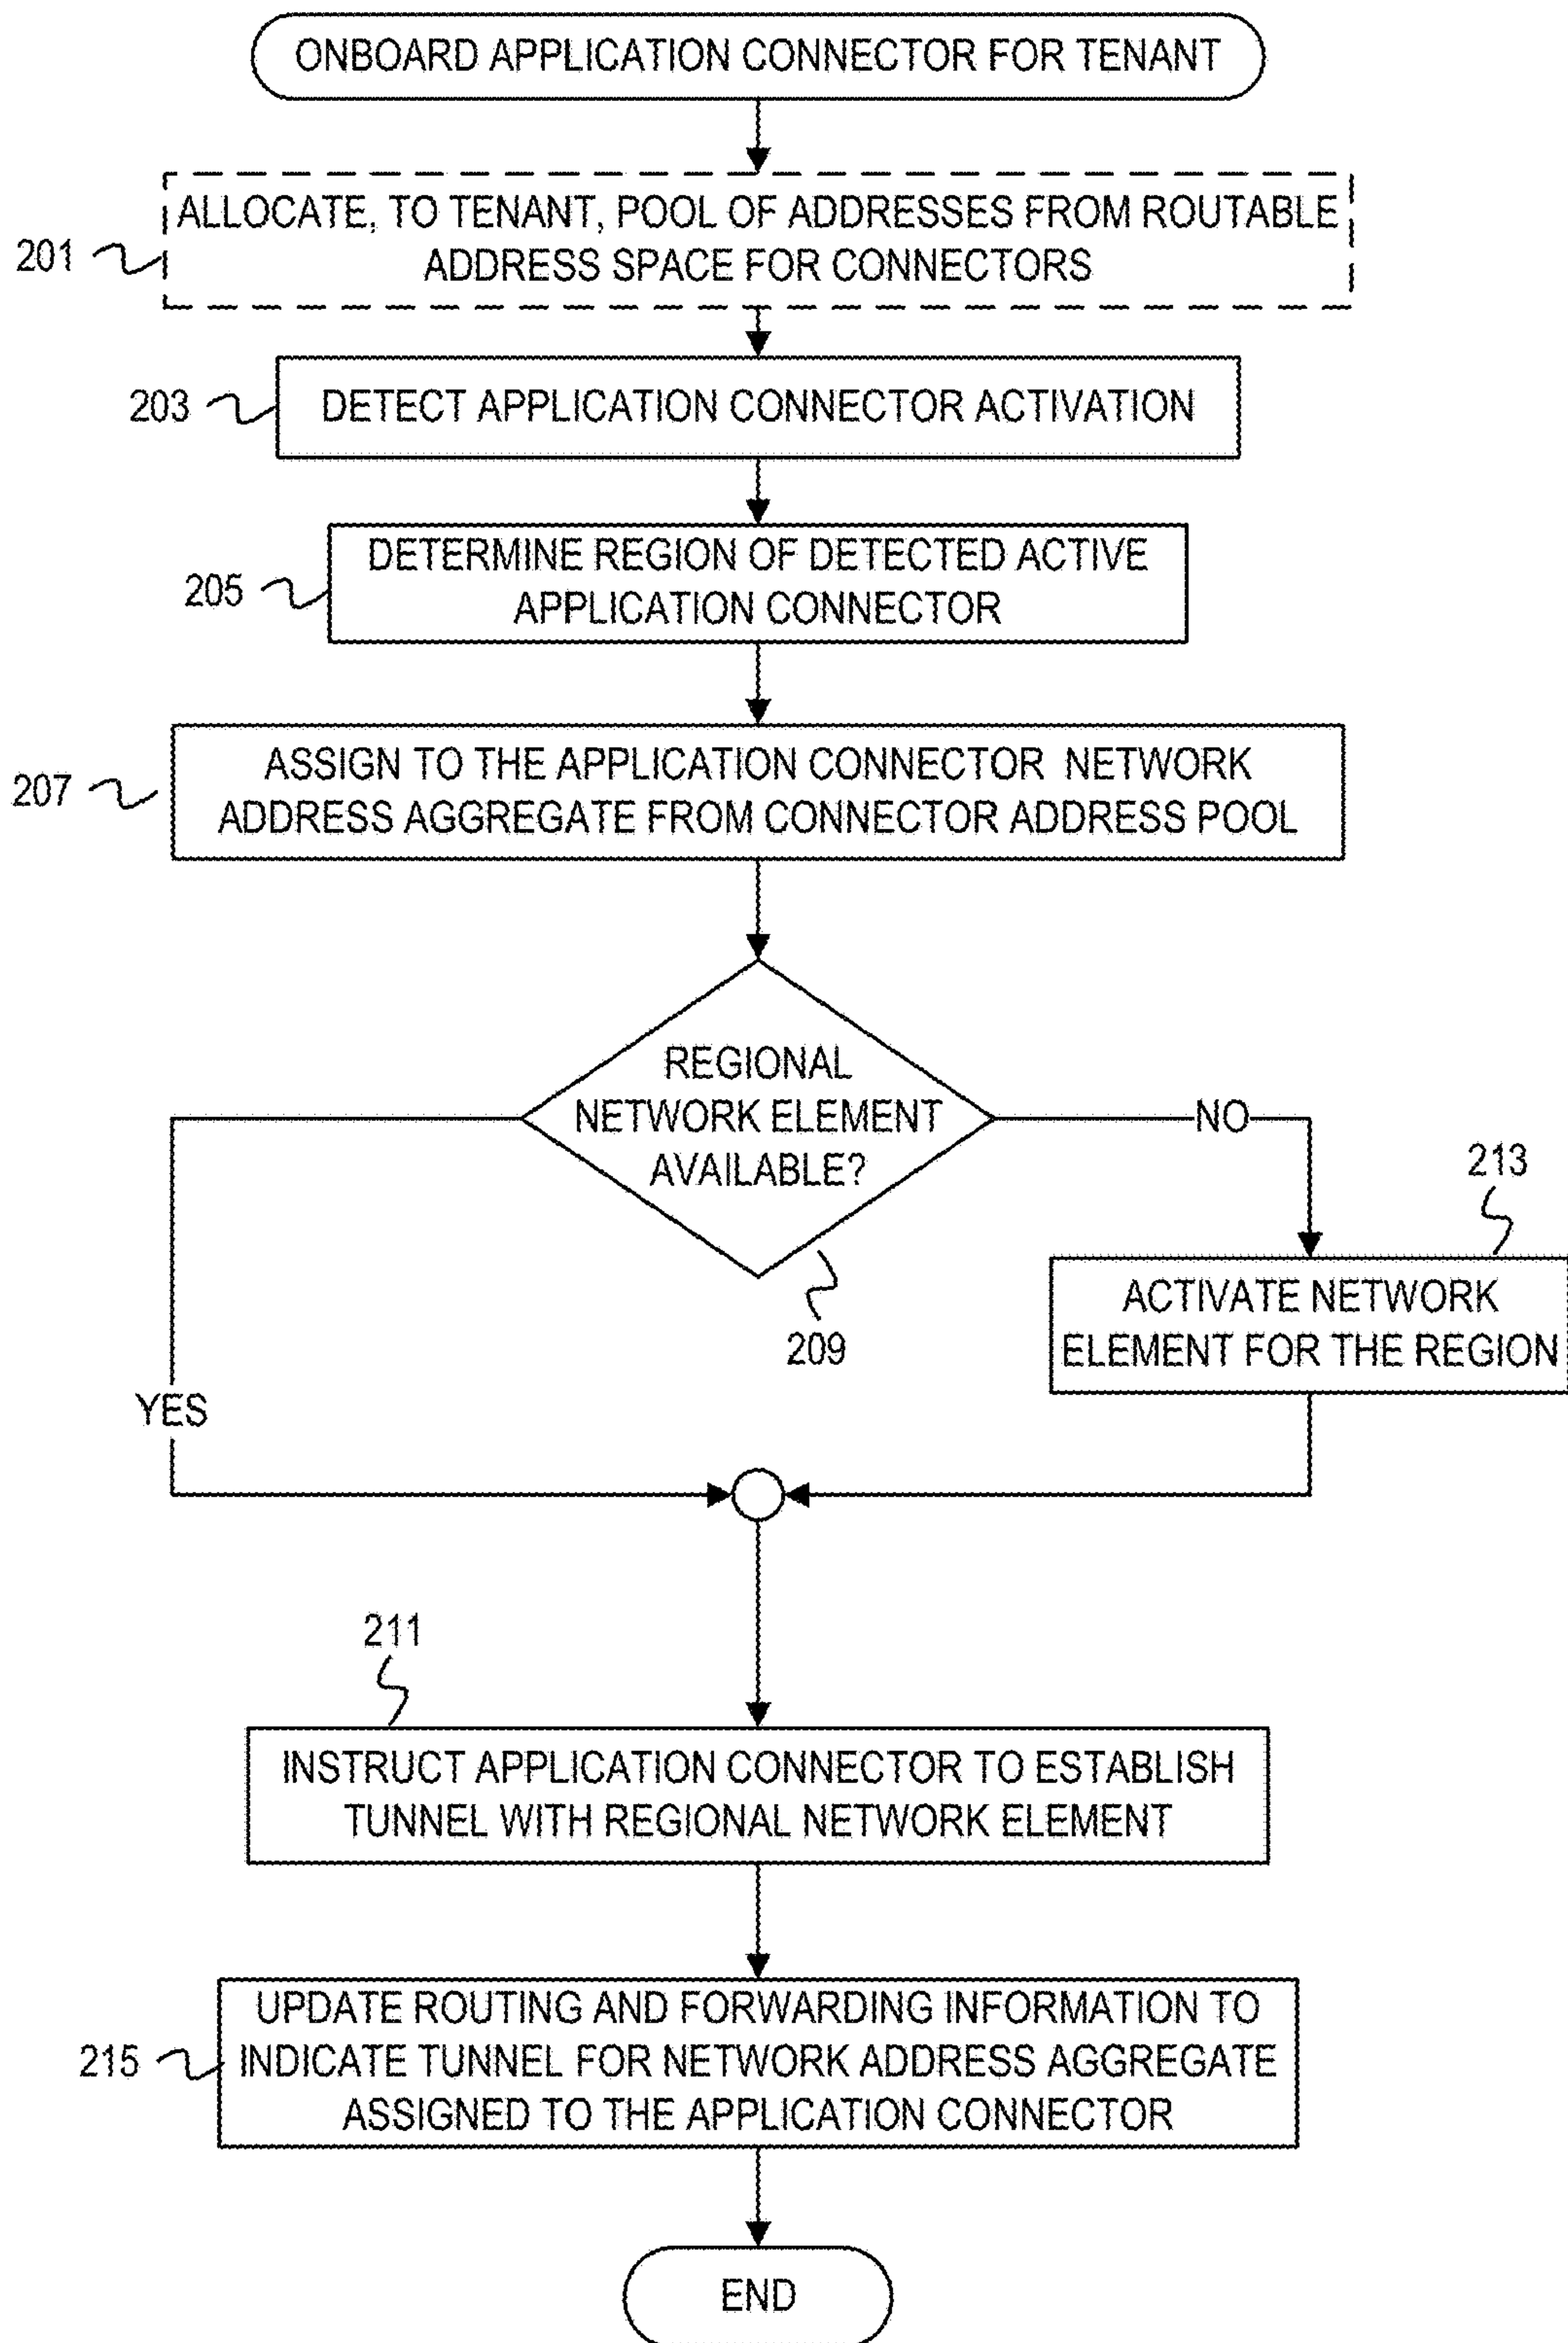 ONBOARD APPLICATION CONNECTOR FOR TENANT
ALLOCATE, TO TENANT, POOL OF ADDRESSES FROM ROUTABLE
ADDRESS SPACE FOR CONNECTORS
201
DETECT APPLICATION CONNECTOR ACTIVATION
203
DETERMINE REGION OF DETECTED ACTIVE
APPLICATION CONNECTOR
205
ASSIGN TO THE APPLICATION CONNECTOR NETWORK
ADDRESS AGGREGATE FROM CONNECTOR ADDRESS POOL
207
REGIONAL
NETWORK ELEMENT
AVAILABLE?
209
NO
213
ACTIVATE NETWORK
ELEMENT FOR THE REGION
YES
211
INSTRUCT APPLICATION CONNECTOR TO ESTABLISH
TUNNEL WITH REGIONAL NETWORK ELEMENT
UPDATE ROUTING AND FORWARDING INFORMATION TO
INDICATE TUNNEL FOR NETWORK ADDRESS AGGREGATE
ASSIGNED TO THE APPLICATION CONNECTOR
215
END